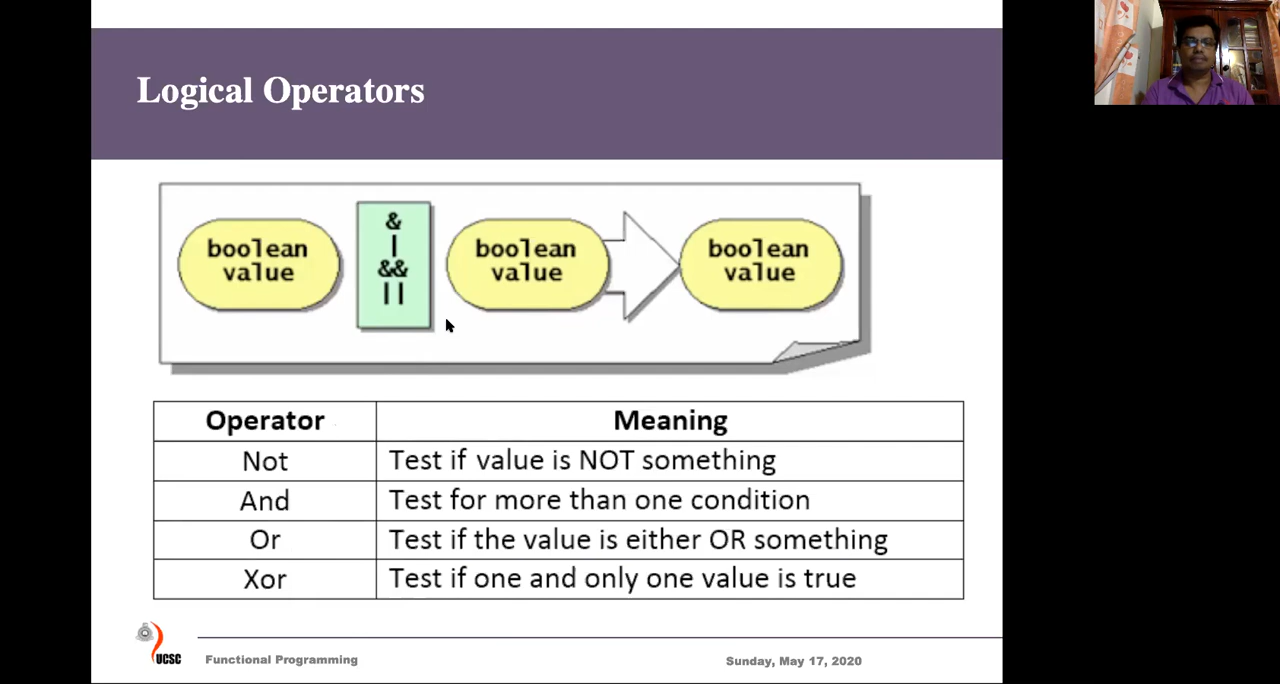 Logical Operators
boolean
value
&
|
&&
||
boolean
value
boolean
value
Operator Meaning
Not Test if value is NOT something
And Test for more than one condition
Or Test if the value is either OR something
Xor Test if one and only one value is true
UCSC
Functional Programming Sunday, May 17, 2020